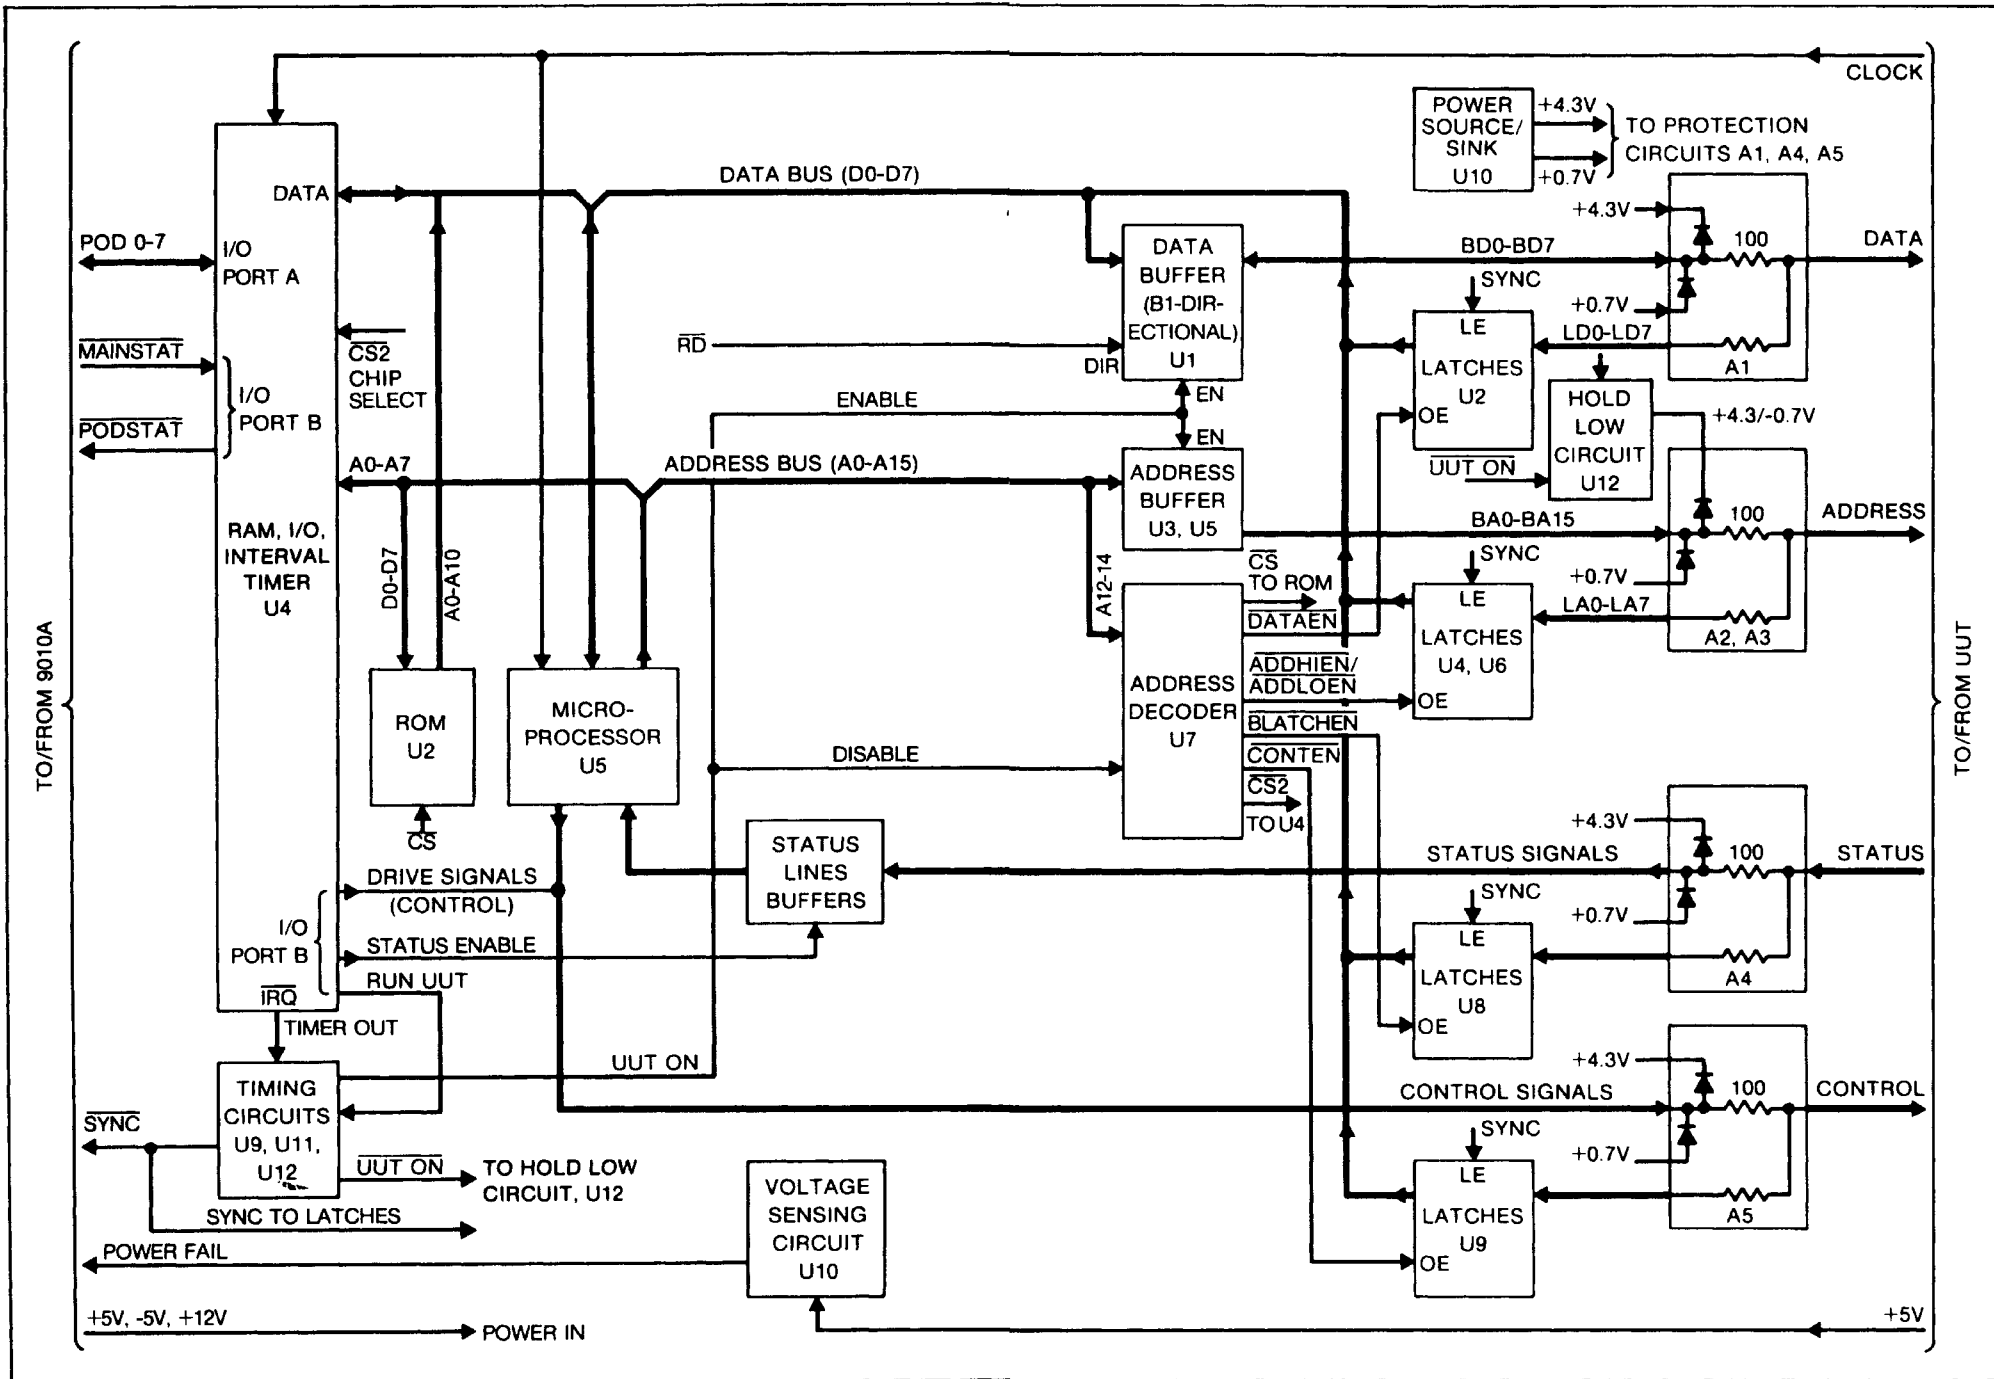 CLOCK
POWER
SOURCE/
SINK
U10
+4.3V
+0.7V
TO PROTECTION
CIRCUITS A1, A4, A5
DATA
DATA BUS (D0-D7)
POD 0-7
I/O
PORT A
MAINSTAT
PODSTAT
I/O
PORT B
CS2
CHIP
SELECT
A0-A7
ADDRESS BUS (A0-A15)
RAM, I/O,
INTERVAL
TIMER
U4
D0-D7
A0-A10
ROM
U2
CS
MICRO-
PROCESSOR
U5
DATA
BUFFER
(B1-DIR-
ECTIONAL)
U1
RD
DIR
ENABLE
EN
EN
ADDRESS
BUFFER
U3, U5
A12-14
ADDRESS
DECODER
U7
DISABLE
CS
TO ROM
DATAEN
ADDHIEN/
ADDLOEN
BLATCHEN
CONTEN
CS2
TO U4
BD0-BD7
SYNC
LE
LATCHES
U2
OE
LD0-LD7
HOLD
LOW
CIRCUIT
U12
UUT ON
+4.3/-0.7V
+4.3V
100
+0.7V
A1
DATA
BA0-BA15
SYNC
LE
LATCHES
U4, U6
OE
LA0-LA7
100
+0.7V
A2, A3
ADDRESS
TO/FROM 9010A
TO/FROM UUT
STATUS
LINES
BUFFERS
STATUS SIGNALS
SYNC
LE
LATCHES
U8
OE
+4.3V
100
+0.7V
A4
STATUS
DRIVE SIGNALS
(CONTROL)
I/O
PORT B
STATUS ENABLE
RUN UUT
IRQ
TIMER OUT
UUT ON
TIMING
CIRCUITS
U9, U11,
U12
SYNC
UUT ON
TO HOLD LOW
CIRCUIT, U12
SYNC TO LATCHES
CONTROL SIGNALS
SYNC
LE
LATCHES
U9
OE
+4.3V
100
+0.7V
A5
CONTROL
VOLTAGE
SENSING
CIRCUIT
U10
POWER FAIL
+5V, -5V, +12V
POWER IN
+5V